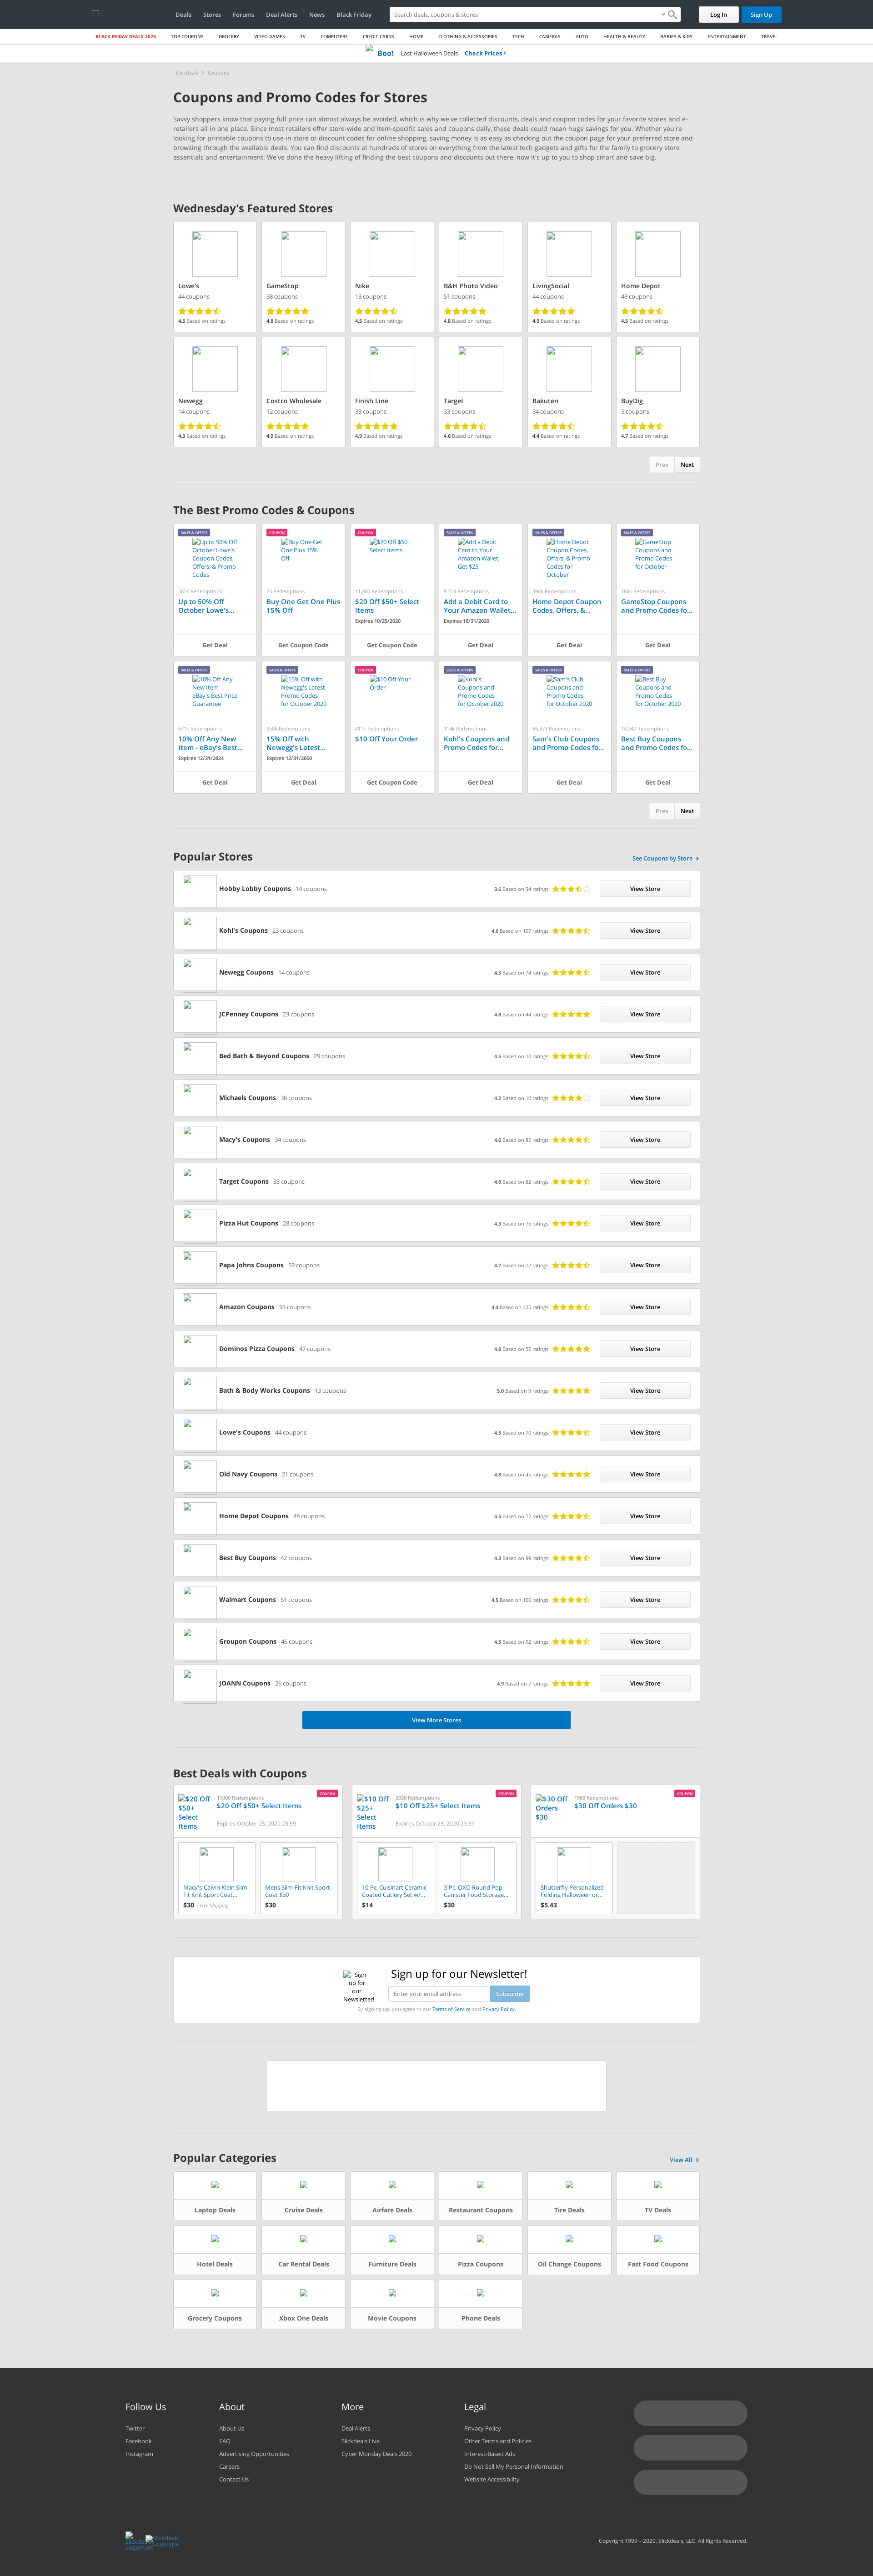 Deals Stores Forums Deal Alerts News Black Friday
Search deals, coupons & stores
Log In Sign Up
BLACK FRIDAY DEALS 2020 TOP COUPONS GROCERY VIDEO GAMES TV COMPUTERS CREDIT CARDS HOME CLOTHING & ACCESSORIES TECH CAMERAS AUTO HEALTH & BEAUTY BABIES & KIDS ENTERTAINMENT TRAVEL
Boo! Last Halloween Deals Check Prices ›
Slickdeals › Coupons
Coupons and Promo Codes for Stores
Savvy shoppers know that paying full price can almost always be avoided, which is why we've collected discounts, deals and coupon codes for your favorite stores and e-
retailers all in one place. Since most retailers offer store-wide and item-specific sales and coupons daily, these deals could mean huge savings for you. Whether you're
looking for printable coupons to use in store or discount codes for online shopping, saving money is as easy as checking out the coupon page for your preferred store and
browsing through the available deals. You can find discounts at hundreds of stores on everything from the latest tech gadgets and gifts for the family to grocery store
essentials and entertainment. We've done the heavy lifting of finding the best coupons and discounts out there, now it's up to you to shop smart and save big.
Wednesday's Featured Stores
Lowe's GameStop Nike B&H Photo Video LivingSocial Home Depot
44 coupons 38 coupons 13 coupons 51 coupons 44 coupons 48 coupons
4.5 Based on ratings 4.8 Based on ratings 4.5 Based on ratings 4.8 Based on ratings 4.9 Based on ratings 4.5 Based on ratings
Newegg Costco Wholesale Finish Line Target Rakuten BuyDig
14 coupons 12 coupons 33 coupons 33 coupons 34 coupons 5 coupons
4.3 Based on ratings 4.9 Based on ratings 4.9 Based on ratings 4.6 Based on ratings 4.4 Based on ratings 4.7 Based on ratings
Prev Next
The Best Promo Codes & Coupons
SALES & OFFERS
Up to 50% Off
October Lowe's
Coupon Codes,
Offers, & Promo
Codes
587k Redemptions
Up to 50% Off
October Lowe's...
Get Deal
COUPON
Buy One Get
One Plus 15%
Off
25 Redemptions
Buy One Get One Plus
15% Off
Get Coupon Code
COUPON
$20 Off $50+
Select Items
11,000 Redemptions
$20 Off $50+ Select
Items
Expires 10/25/2020
Get Coupon Code
SALES & OFFERS
Add a Debit
Card to Your
Amazon Wallet,
Get $25
8,714 Redemptions
Add a Debit Card to
Your Amazon Wallet...
Expires 10/31/2020
Get Deal
SALES & OFFERS
Home Depot
Coupon Codes,
Offers, & Promo
Codes for
October
396k Redemptions
Home Depot Coupon
Codes, Offers, &...
Get Deal
SALES & OFFERS
GameStop
Coupons and
Promo Codes
for October
184k Redemptions
GameStop Coupons
and Promo Codes fo...
Get Deal
SALES & OFFERS
10% Off Any
New Item -
eBay's Best Price
Guarantee
671k Redemptions
10% Off Any New
Item - eBay's Best...
Expires 12/31/2024
Get Deal
SALES & OFFERS
15% Off with
Newegg's Latest
Promo Codes
for October 2020
258k Redemptions
15% Off with
Newegg's Latest...
Expires 12/31/2050
Get Deal
COUPON
$10 Off Your
Order
411k Redemptions
$10 Off Your Order
Get Coupon Code
SALES & OFFERS
Kohl's
Coupons and
Promo Codes
for October 2020
114k Redemptions
Kohl's Coupons and
Promo Codes for...
Get Deal
SALES & OFFERS
Sam's Club
Coupons and
Promo Codes
for October 2020
86,373 Redemptions
Sam's Club Coupons
and Promo Codes fo...
Get Deal
SALES & OFFERS
Best Buy
Coupons and
Promo Codes
for October 2020
14,947 Redemptions
Best Buy Coupons
and Promo Codes fo...
Get Deal
Prev Next
Popular Stores See Coupons by Store ›
Hobby Lobby Coupons 14 coupons 3.6 Based on 34 ratings View Store
Kohl's Coupons 23 coupons 4.6 Based on 107 ratings View Store
Newegg Coupons 14 coupons 4.3 Based on 74 ratings View Store
JCPenney Coupons 23 coupons 4.8 Based on 44 ratings View Store
Bed Bath & Beyond Coupons 29 coupons 4.5 Based on 10 ratings View Store
Michaels Coupons 36 coupons 4.2 Based on 10 ratings View Store
Macy's Coupons 34 coupons 4.6 Based on 85 ratings View Store
Target Coupons 33 coupons 4.6 Based on 82 ratings View Store
Pizza Hut Coupons 28 coupons 4.3 Based on 75 ratings View Store
Papa Johns Coupons 59 coupons 4.7 Based on 72 ratings View Store
Amazon Coupons 93 coupons 4.4 Based on 425 ratings View Store
Dominos Pizza Coupons 47 coupons 4.8 Based on 52 ratings View Store
Bath & Body Works Coupons 13 coupons 5.0 Based on 9 ratings View Store
Lowe's Coupons 44 coupons 4.5 Based on 70 ratings View Store
Old Navy Coupons 21 coupons 4.8 Based on 45 ratings View Store
Home Depot Coupons 48 coupons 4.5 Based on 77 ratings View Store
Best Buy Coupons 42 coupons 4.3 Based on 99 ratings View Store
Walmart Coupons 51 coupons 4.5 Based on 106 ratings View Store
Groupon Coupons 46 coupons 4.5 Based on 92 ratings View Store
JOANN Coupons 26 coupons 4.9 Based on 7 ratings View Store
View More Stores
Best Deals with Coupons
COUPON
$20 Off
$50+
Select
Items
11000 Redemptions
$20 Off $50+ Select Items
Expires October 25, 2020 23:59
Macy's-Calvin Klein Slim
Fit Knit Sport Coat...
$30 + Free Shipping
Mens Slim-Fit Knit Sport
Coat $30
$30
COUPON
$10 Off
$25+
Select
Items
2030 Redemptions
$10 Off $25+ Select Items
Expires October 25, 2020 23:59
10-Pc. Cuisinart Ceramic-
Coated Cutlery Set w/...
$14
3-Pc. OXO Round Pop
Canister Food Storage...
$30
COUPON
$30 Off
Orders
$30
1960 Redemptions
$30 Off Orders $30
Shutterfly Personalized
Folding Halloween or...
$5.43
Sign
up for
our
Newsletter!
Sign up for our Newsletter!
Enter your email address Subscribe
By signing up, you agree to our Terms of Service and Privacy Policy.
Popular Categories View All ›
Laptop Deals Cruise Deals Airfare Deals Restaurant Coupons Tire Deals TV Deals
Hotel Deals Car Rental Deals Furniture Deals Pizza Coupons Oil Change Coupons Fast Food Coupons
Grocery Coupons Xbox One Deals Movie Coupons Phone Deals
Follow Us
Twitter
Facebook
Instagram
About
About Us
FAQ
Advertising Opportunities
Careers
Contact Us
More
Deal Alerts
Slickdeals Live
Cyber Monday Deals 2020
Legal
Privacy Policy
Other Terms and Policies
Interest-Based Ads
Do Not Sell My Personal Information
Website Accessibility
Slickdeals
Logotype
Copyright 1999 – 2020. Slickdeals, LLC. All Rights Reserved.